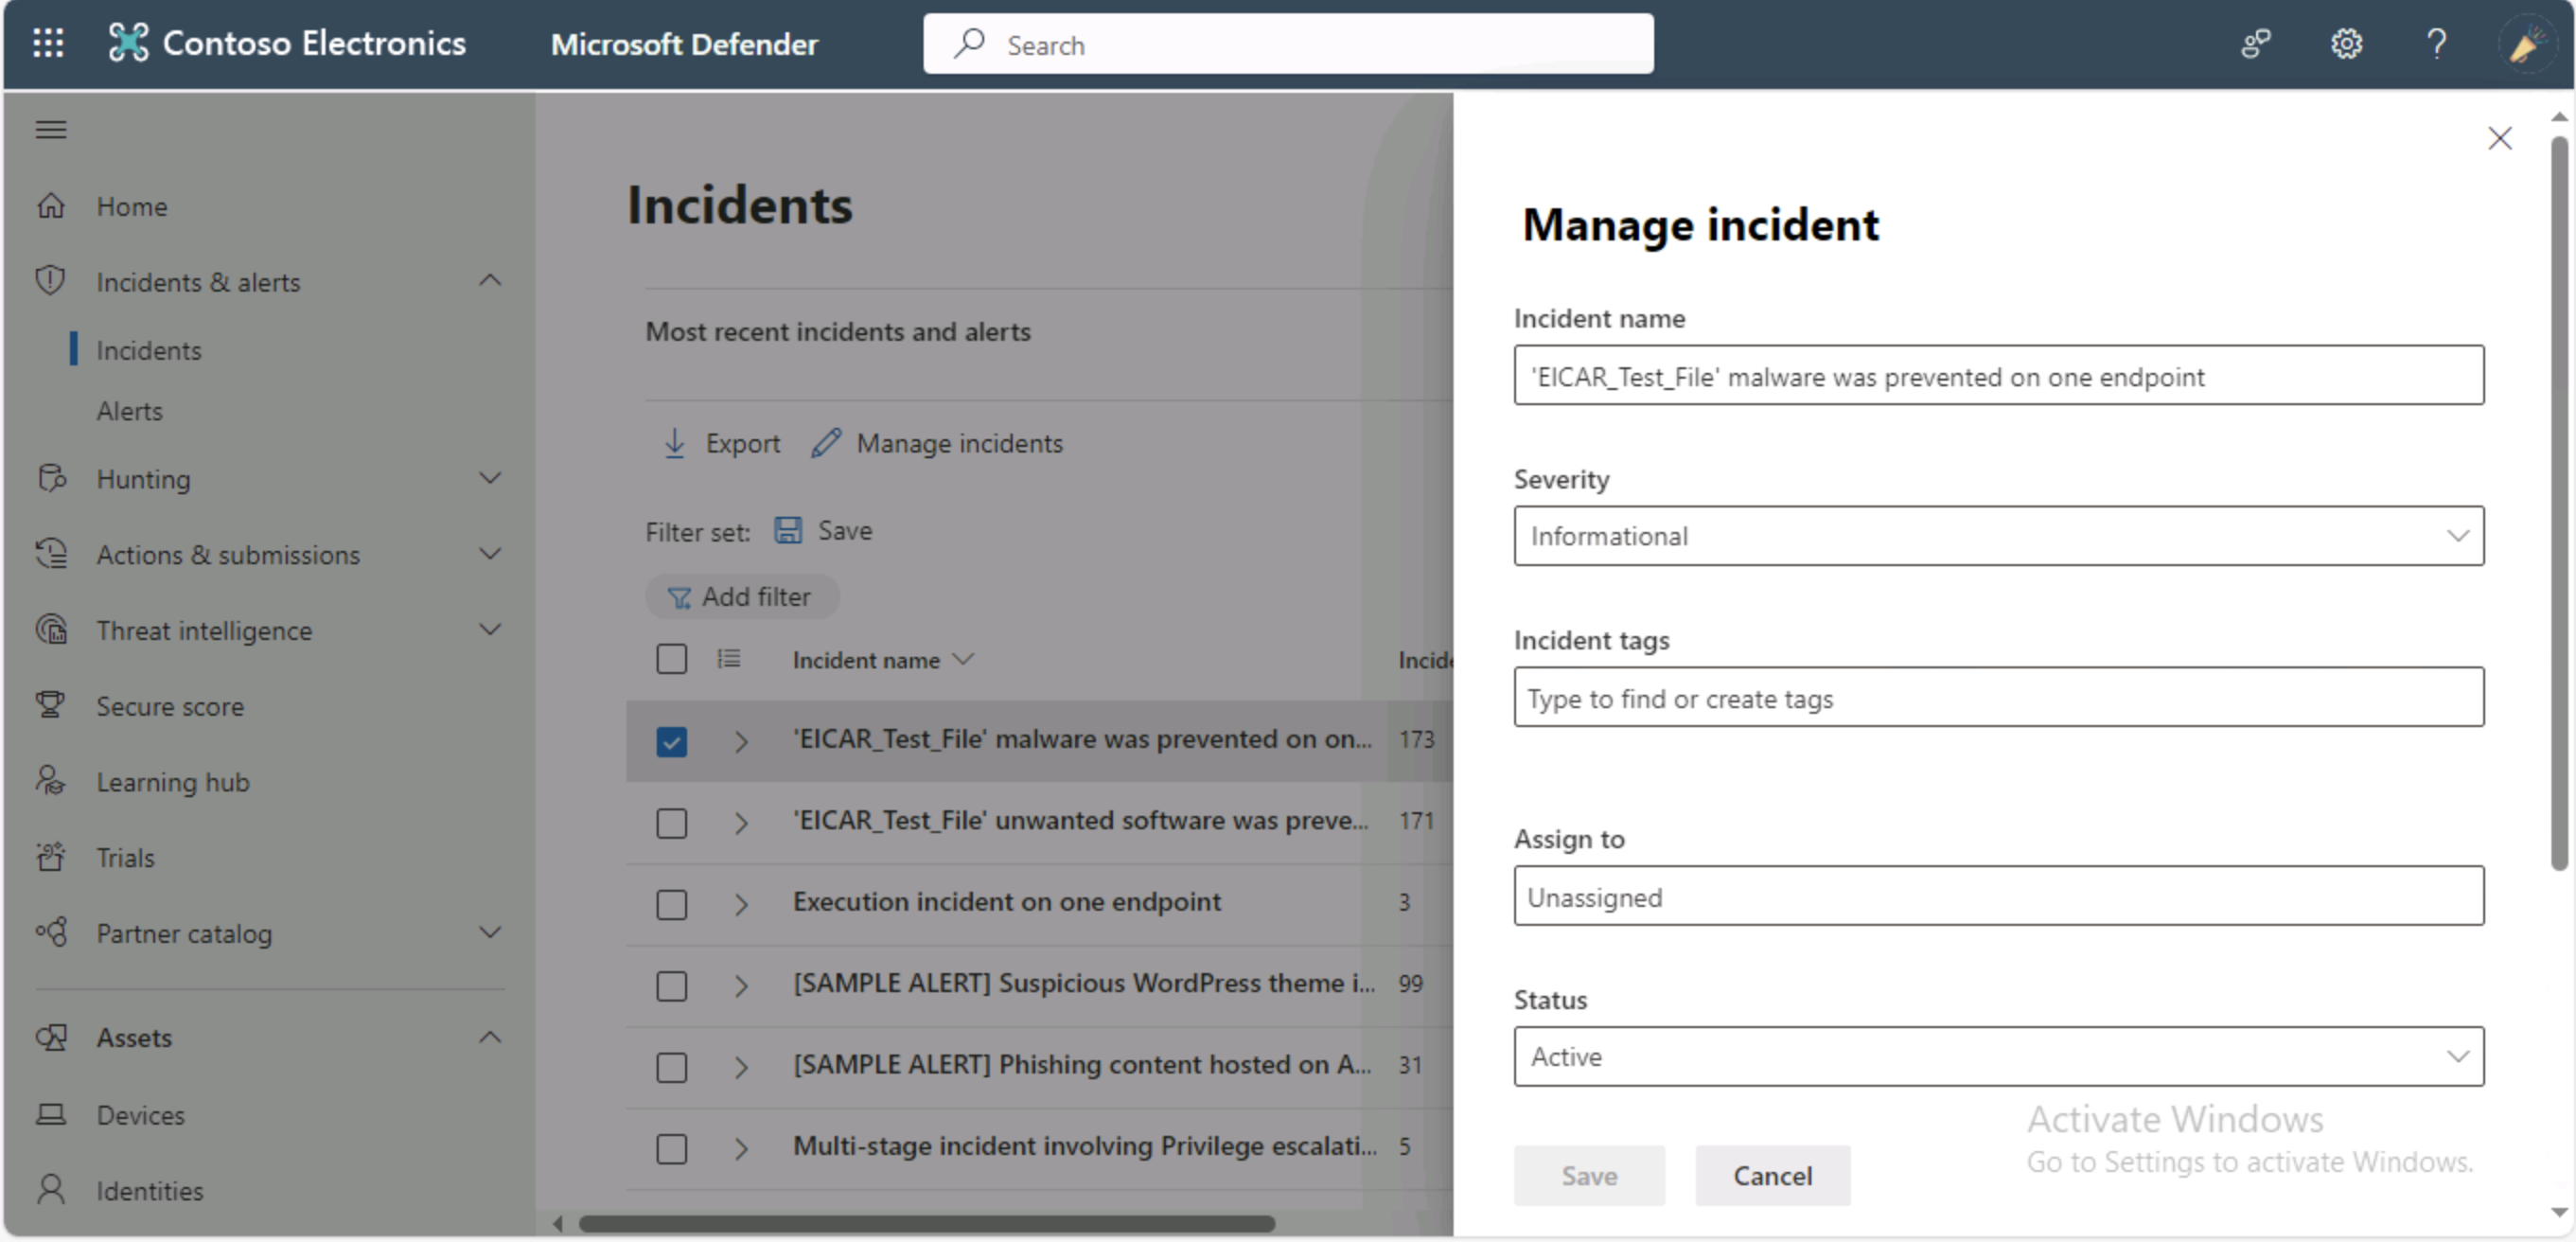 Contoso Electronics
Microsoft Defender
Search
Home
Incidents & alerts
Incidents
Alerts
Hunting
Actions & submissions
Threat intelligence
Secure score
Learning hub
Trials
Partner catalog
Assets
Devices
Identities
Incidents
Most recent incidents and alerts
Export Manage incidents
Filter set: Save
Add filter
Incident name Incide
'EICAR_Test_File' malware was prevented on on... 173
'EICAR_Test_File' unwanted software was preve... 171
Execution incident on one endpoint 3
[SAMPLE ALERT] Suspicious WordPress theme i... 99
[SAMPLE ALERT] Phishing content hosted on A... 31
Multi-stage incident involving Privilege escalati... 5
Manage incident
Incident name
'EICAR_Test_File' malware was prevented on one endpoint
Severity
Informational
Incident tags
Type to find or create tags
Assign to
Unassigned
Status
Active
Save Cancel
Activate Windows
Go to Settings to activate Windows.